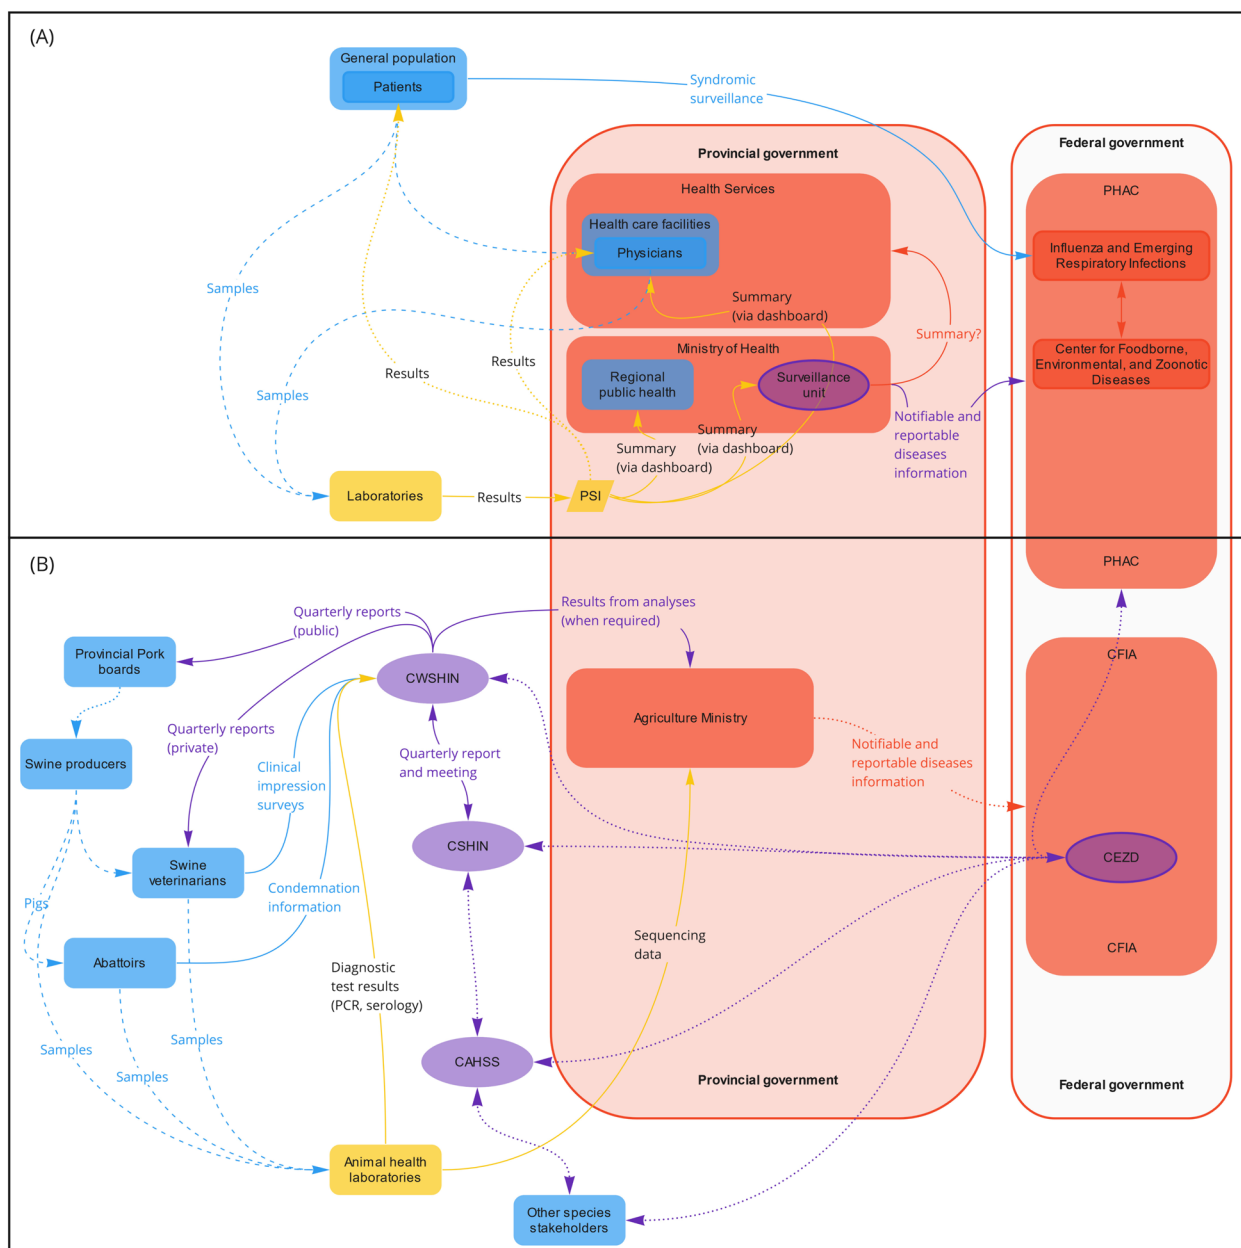 (A)
General population
Patients
Syndromic
surveillance
Provincial government
Federal government
Health Services
PHAC
Health care facilities
Physicians
Influenza and Emerging
Respiratory Infections
Samples
Summary
(via dashboard)
Summary?
Ministry of Health
Results
Results
Regional
public health
Surveillance
unit
Center for Foodborne,
Environmental, and Zoonotic
Diseases
Samples
Notifiable and
reportable
diseases
information
Summary
(via dashboard)
Summary
(via dashboard)
Laboratories
Results
PSI
(B)
PHAC
Quarterly reports
(public)
Results from analyses
(when required)
Provincial Pork
boards
CWSHIN
CFIA
Agriculture Ministry
Quarterly reports
(private)
Swine producers
Clinical
impression
surveys
Quarterly report
and meeting
Notifiable and
reportable diseases
information
CSHIN
CEZD
Swine
veterinarians
Pigs
Condemnation
information
Sequencing
data
CFIA
Abattoirs
Diagnostic
test results
(PCR, serology)
Samples
Samples
Samples
CAHSS
Provincial government
Federal government
Animal health
laboratories
Other species
stakeholders